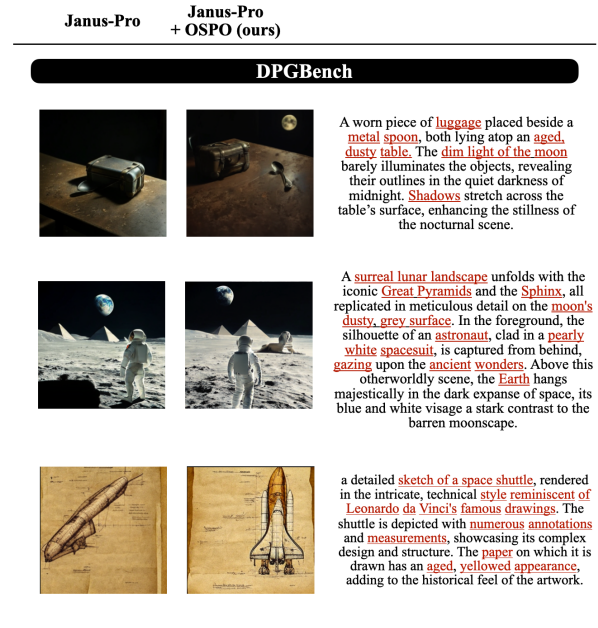 Janus-Pro
Janus-Pro
+ OSPO (ours)
DPGBench
A worn piece of luggage placed beside a
metal spoon, both lying atop an aged,
dusty table. The dim light of the moon
barely illuminates the objects, revealing
their outlines in the quiet darkness of
midnight. Shadows stretch across the
table's surface, enhancing the stillness of
the nocturnal scene.
A surreal lunar landscape unfolds with the
iconic Great Pyramids and the Sphinx, all
replicated in meticulous detail on the moon's
dusty, grey surface. In the foreground, the
silhouette of an astronaut, clad in a pearly
white spacesuit, is captured from behind,
gazing upon the ancient wonders. Above this
otherworldly scene, the Earth hangs
majestically in the dark expanse of space, its
blue and white visage a stark contrast to the
barren moonscape.
a detailed sketch of a space shuttle, rendered
in the intricate, technical style reminiscent of
Leonardo da Vinci's famous drawings. The
shuttle is depicted with numerous annotations
and measurements, showcasing its complex
design and structure. The paper on which it is
drawn has an aged, yellowed appearance,
adding to the historical feel of the artwork.